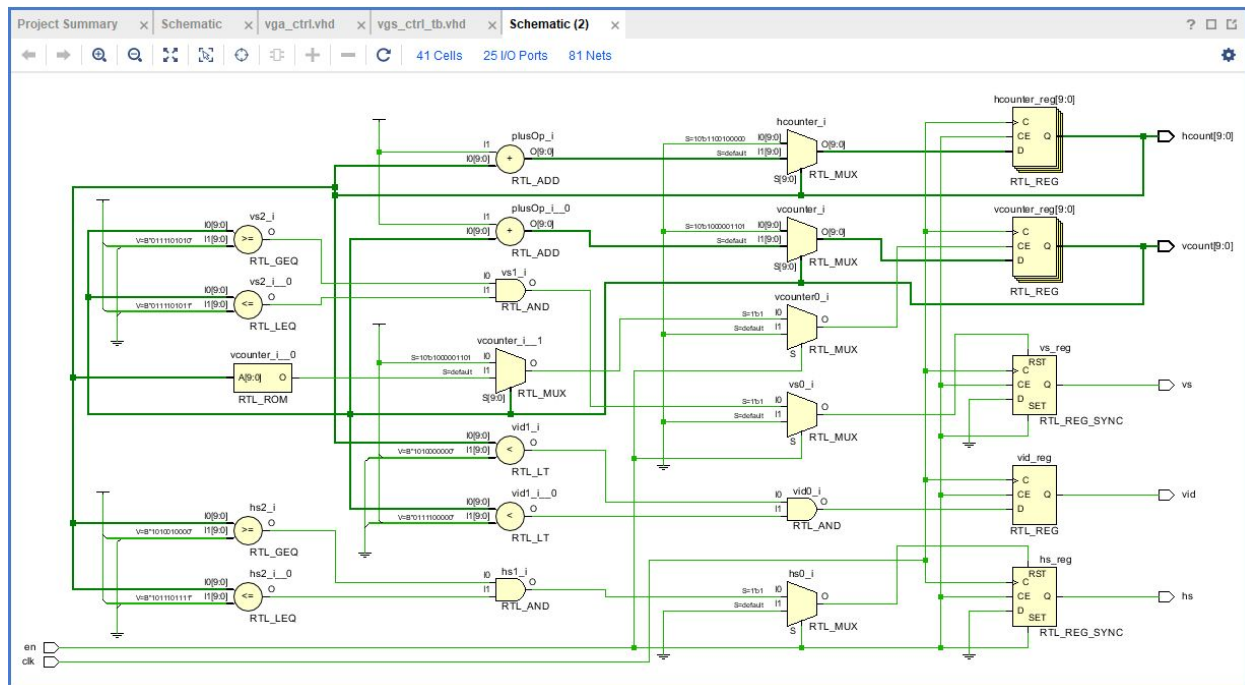 Project Summary × Schematic × vga_ctrl.vhd × vgs_ctrl_tb.vhd × Schematic (2) × ?
41 Cells 25 I/O Ports 81 Nets
hcounter_reg[9:0]
C
CE Q
D
RTL_REG
hcount[9:0]
plusOp_i
I1 O[9:0]
I0[9:0] +
RTL_ADD
hcounter_i
S=10'b1100100000 I0[9:0] O[9:0]
S=default I1[9:0]
S[9:0] RTL_MUX
vs2_i
I0[9:0] O
V=B"0111101010" I1[9:0] >=
RTL_GEQ
plusOp_i__0
I1 O[9:0]
I0[9:0] +
RTL_ADD
vcounter_i
S=10'b1000001101 I0[9:0] O[9:0]
S=default I1[9:0]
S[9:0] RTL_MUX
vcounter_reg[9:0]
C
CE Q
D
RTL_REG
vcount[9:0]
vs2_i__0
I0[9:0] O
V=B"0111101011" I1[9:0] <=
RTL_LEQ
vs1_i
I0 O
I1
RTL_AND
vcounter0_i
S=1'b1 I0 O
S=default I1
S RTL_MUX
vcounter_i__0
A[9:0] O
RTL_ROM
vcounter_i__1
S=10'b1000001101 I0 O
S=default I1
S[9:0] RTL_MUX
vs0_i
S=1'b1 I0 O
S=default I1
S RTL_MUX
vs_reg
RST
C
CE Q
D
SET
RTL_REG_SYNC
vs
vid1_i
I0[9:0] O
V=B"1010000000" I1[9:0] <
RTL_LT
vid1_i__0
I0[9:0] O
V=B"0111100000" I1[9:0] <
RTL_LT
vid0_i
I0 O
I1
RTL_AND
vid_reg
C
CE Q
D
RTL_REG
vid
hs2_i
I0[9:0] O
V=B"1010010000" I1[9:0] >=
RTL_GEQ
hs2_i__0
I0[9:0] O
V=B"1011101111" I1[9:0] <=
RTL_LEQ
hs1_i
I0 O
I1
RTL_AND
hs0_i
S=1'b1 I0 O
S=default I1
S RTL_MUX
hs_reg
RST
C
CE Q
D
SET
RTL_REG_SYNC
hs
en
clk